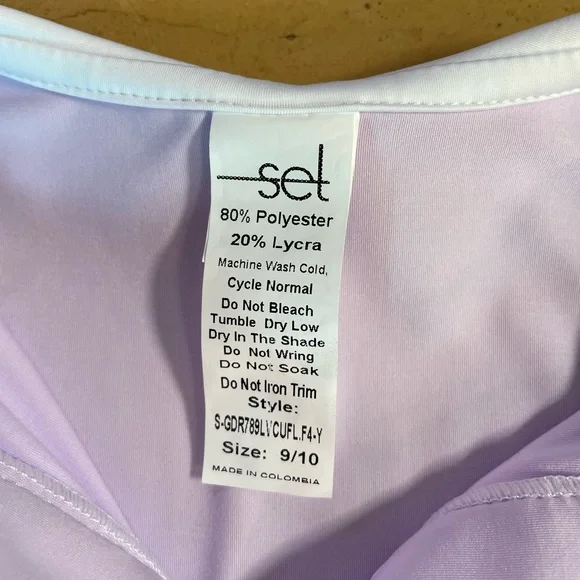 set
80% Polyester
20% Lycra
Machine Wash Cold,
Cycle Normal
Do Not Bleach
Tumble Dry Low
Dry In The Shade
Do Not Wring
Do Not Soak
Do Not Iron Trim
Style:
S-GDR789LVCUFL.F4-Y
Size: 9/10
MADE IN COLOMBIA